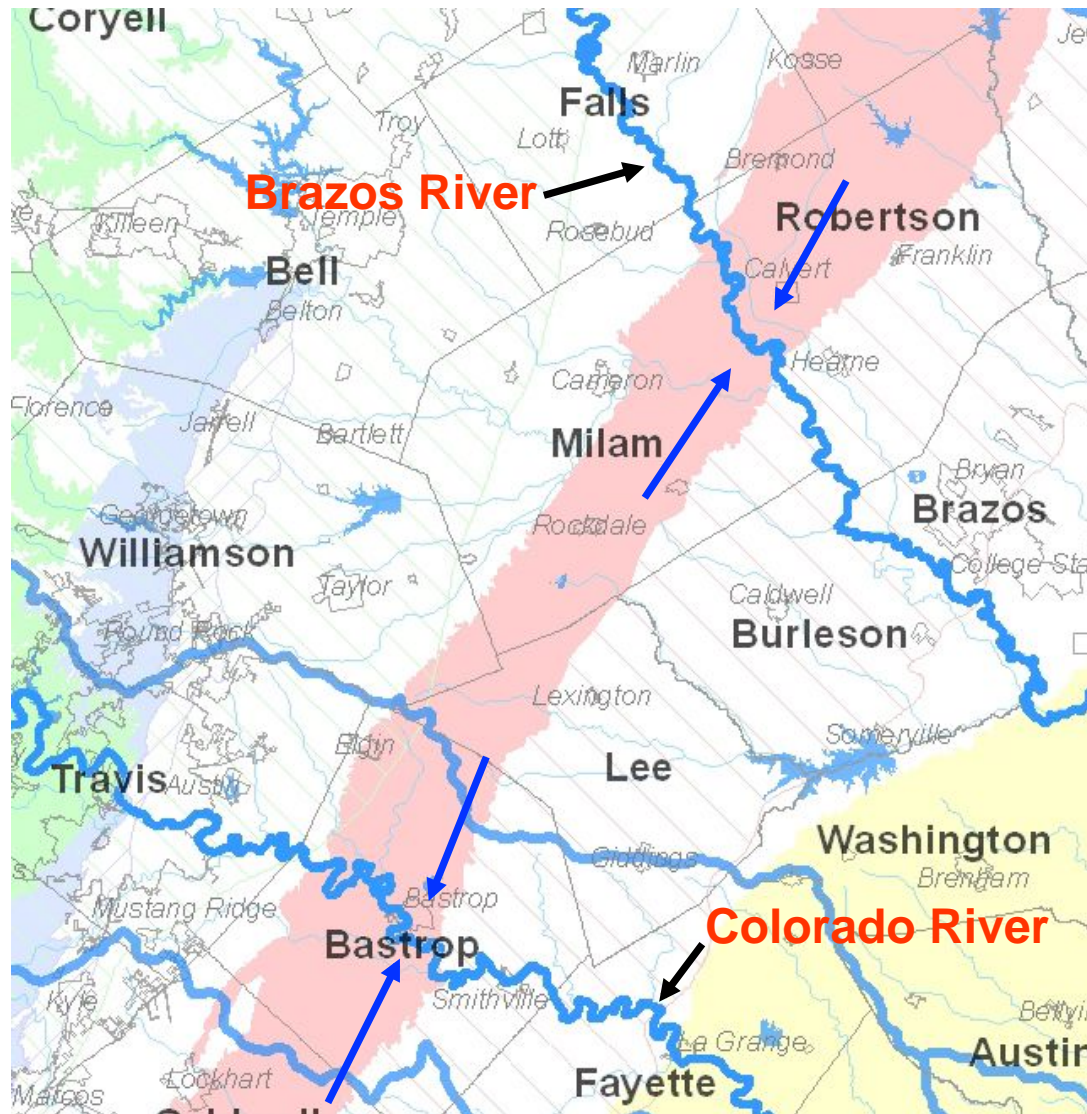 Coryell
Marlin
Kosse
Falls
Troy
Lott
Bremond
Brazos River
Temple
Robertson
Killeen
Rosebud
Franklin
Bell
Calvert
Belton
Hearne
Cameron
Florence
Jarrell
Bartlett
Milam
Bryan
Georgetown
Rockdale
Brazos
Williamson
College Sta
Taylor
Caldwell
Round Rock
Burleson
Lexington
Somerville
Elgin
Lee
Travis
Austin
Washington
Giddings
Brenham
Bastrop
Mustang Ridge
Colorado River
Bastrop
Smithville
Kyle
La Grange
Austin
Lockhart
Fayette
Marcos